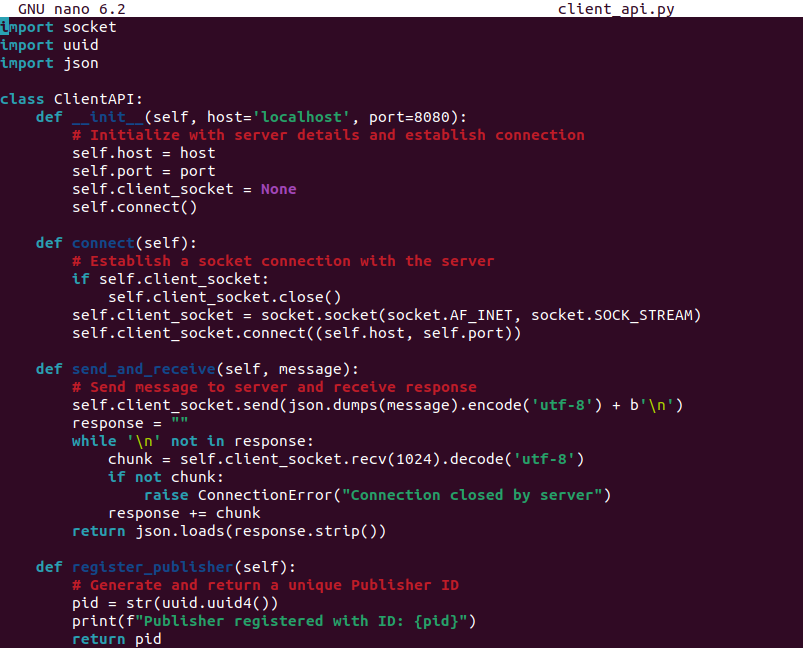 GNU nano 6.2 client_api.py
import socket
import uuid
import json
class ClientAPI:
    def __init__(self, host='localhost', port=8080):
        # Initialize with server details and establish connection
        self.host = host
        self.port = port
        self.client_socket = None
        self.connect()
    def connect(self):
        # Establish a socket connection with the server
        if self.client_socket:
            self.client_socket.close()
        self.client_socket = socket.socket(socket.AF_INET, socket.SOCK_STREAM)
        self.client_socket.connect((self.host, self.port))
    def send_and_receive(self, message):
        # Send message to server and receive response
        self.client_socket.send(json.dumps(message).encode('utf-8') + b'\n')
        response = ""
        while '\n' not in response:
            chunk = self.client_socket.recv(1024).decode('utf-8')
            if not chunk:
                raise ConnectionError("Connection closed by server")
            response += chunk
        return json.loads(response.strip())
    def register_publisher(self):
        # Generate and return a unique Publisher ID
        pid = str(uuid.uuid4())
        print(f"Publisher registered with ID: {pid}")
        return pid